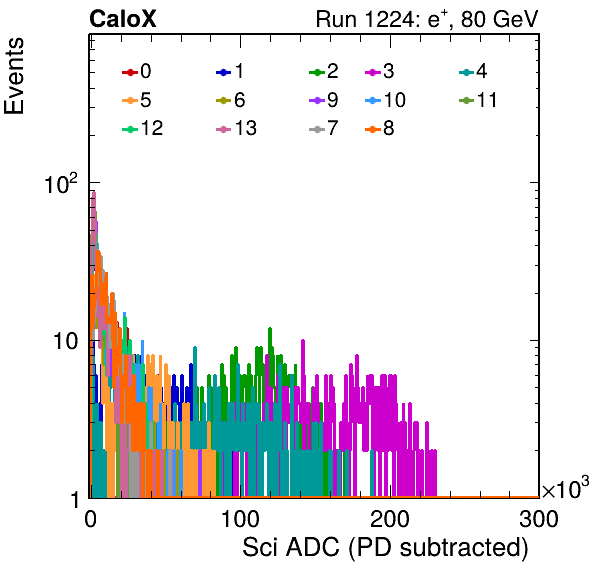 CaloX Run 1224: e⁺, 80 GeV
Events
0 1 2 3 4
5 6 9 10 11
12 13 7 8
10²
10
1
0 100 200 300
×10³
Sci ADC (PD subtracted)